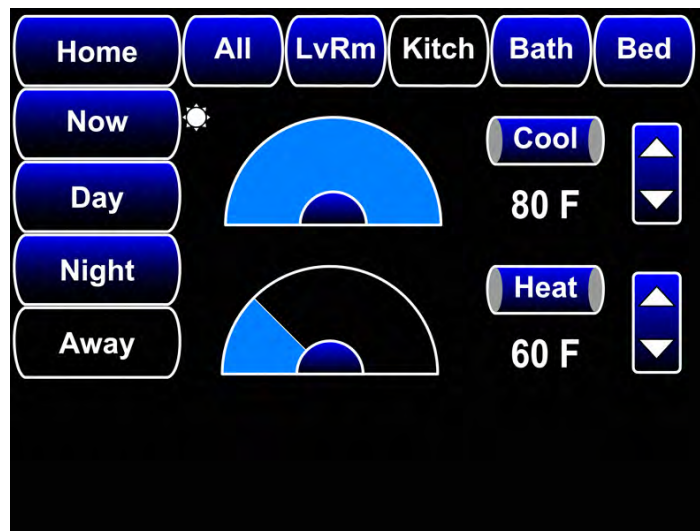 Home All LvRm Kitch Bath Bed
Now
Cool
Day
80 F
Night
Heat
Away
60 F